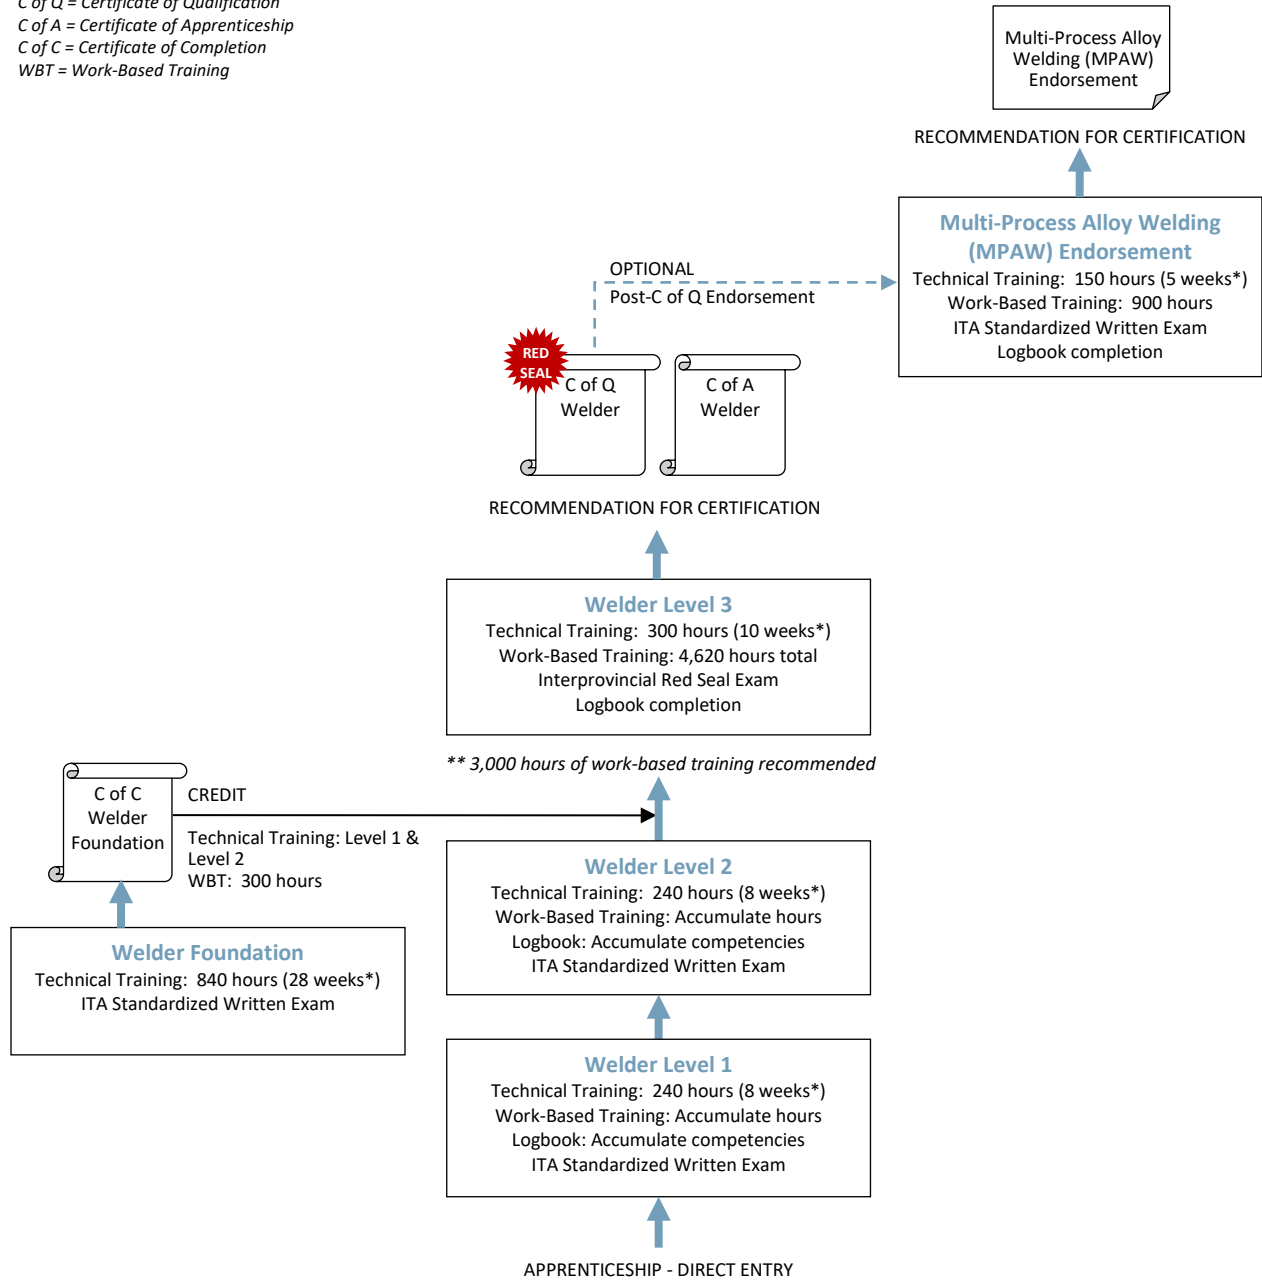 C of Q = Certificate of Qualification
C of A = Certificate of Apprenticeship
C of C = Certificate of Completion
WBT = Work-Based Training
Multi-Process Alloy
Welding (MPAW)
Endorsement
RECOMMENDATION FOR CERTIFICATION
Multi-Process Alloy Welding
(MPAW) Endorsement
Technical Training: 150 hours (5 weeks*)
Work-Based Training: 900 hours
ITA Standardized Written Exam
Logbook completion
OPTIONAL
Post-C of Q Endorsement
RED
SEAL
C of Q
Welder
C of A
Welder
RECOMMENDATION FOR CERTIFICATION
Welder Level 3
Technical Training: 300 hours (10 weeks*)
Work-Based Training: 4,620 hours total
Interprovincial Red Seal Exam
Logbook completion
** 3,000 hours of work-based training recommended
C of C
Welder
Foundation
CREDIT
Technical Training: Level 1 &
Level 2
WBT: 300 hours
Welder Level 2
Technical Training: 240 hours (8 weeks*)
Work-Based Training: Accumulate hours
Logbook: Accumulate competencies
ITA Standardized Written Exam
Welder Foundation
Technical Training: 840 hours (28 weeks*)
ITA Standardized Written Exam
Welder Level 1
Technical Training: 240 hours (8 weeks*)
Work-Based Training: Accumulate hours
Logbook: Accumulate competencies
ITA Standardized Written Exam
APPRENTICESHIP - DIRECT ENTRY